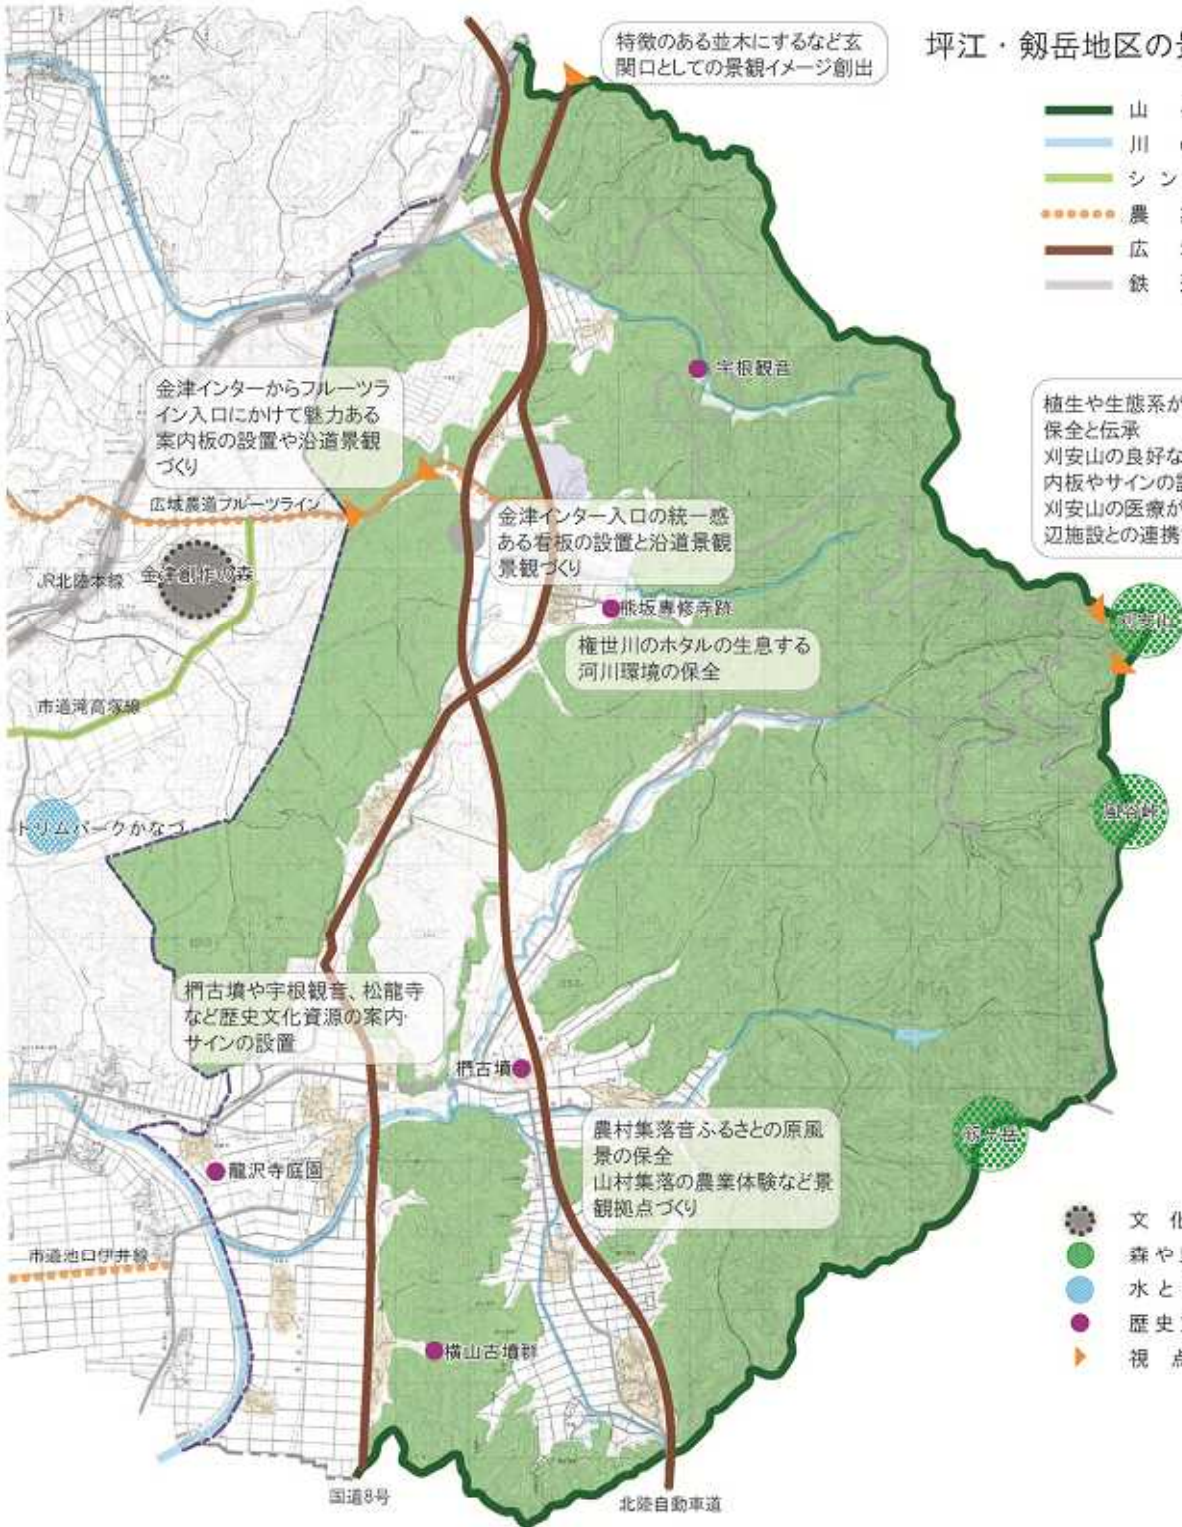 坪江・剱岳地区の景
特徴のある並木にするなど玄
関口としての景観イメージ創出
山
川
シン
農
広
鉄
宇根観音
金津インターからフルーツラ
イン入口にかけて魅力ある
案内板の設置や沿道景観
づくり
植生や生態系が
保全と伝承
刈安山の良好な
内板やサインの設
刈安山の医療が
辺施設との連携
広域農道フルーツライン
金津インター入口の統一感
ある看板の設置と沿道景観
景観づくり
JR北陸本線
金津創作の森
熊坂専修寺跡
刈安山
権世川のホタルの生息する
河川環境の保全
市道滝高塚線
風谷峠
トリムパークかなづ
椚古墳や宇根観音、松龍寺
など歴史文化資源の案内・
サインの設置
椚古墳
農村集落音ふるさとの原風
景の保全
山村集落の農業体験など景
観拠点づくり
剱ヶ岳
龍沢寺庭園
市道池口伊井線
文化
森や
水と
歴史
視点
横山古墳群
国道8号
北陸自動車道